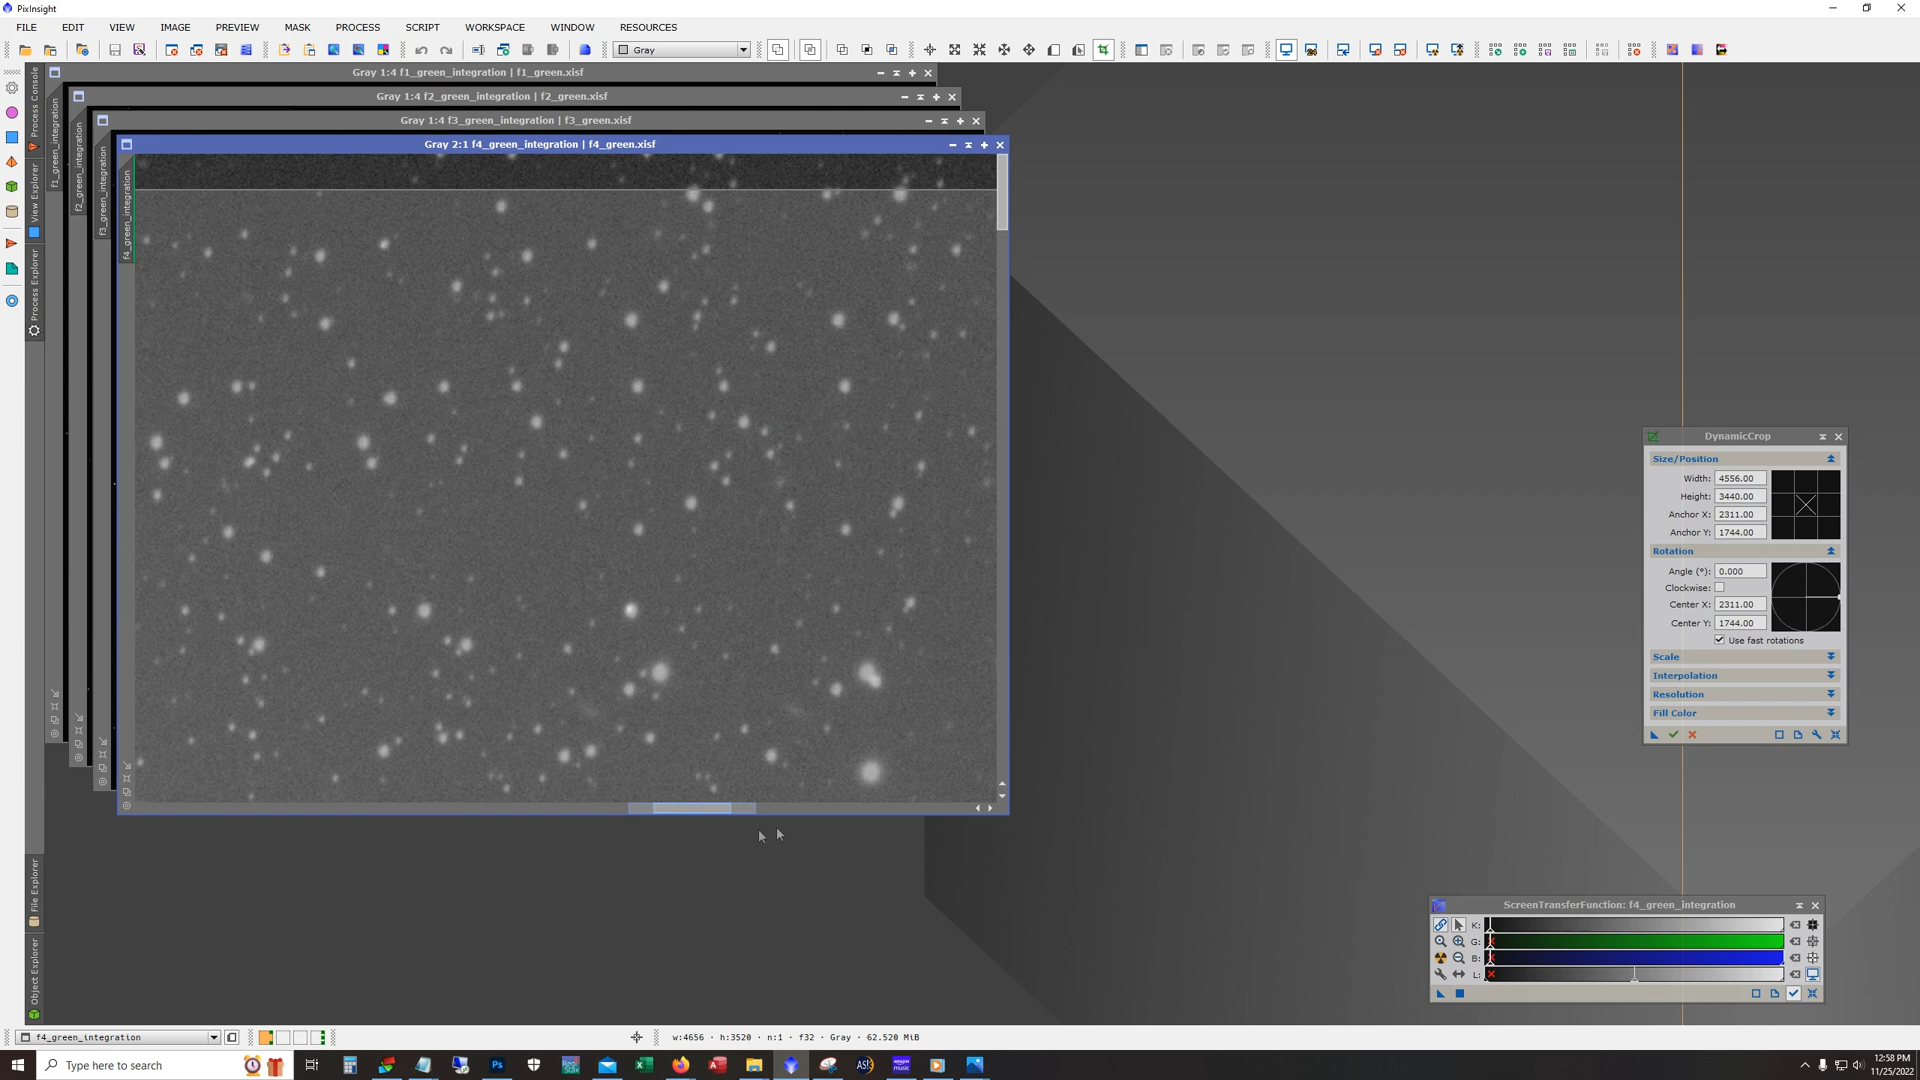 PixInsight
FILE EDIT VIEW IMAGE PREVIEW MASK PROCESS SCRIPT WORKSPACE WINDOW RESOURCES
Gray
Gray 1:4 f1_green_integration | f1_green.xisf
Gray 1:4 f2_green_integration | f2_green.xisf
Gray 1:4 f3_green_integration | f3_green.xisf
Gray 2:1 f4_green_integration | f4_green.xisf
Process Console
View Explorer
Process Explorer
File Explorer
Object Explorer
f1_green_integration
f2_green_integration
f3_green_integration
f4_green_integration
DynamicCrop
Size/Position
Width: 4556.00
Height: 3440.00
Anchor X: 2311.00
Anchor Y: 1744.00
Rotation
Angle (°): 0.000
Clockwise:
Center X: 2311.00
Center Y: 1744.00
Use fast rotations
Scale
Interpolation
Resolution
Fill Color
ScreenTransferFunction: f4_green_integration
K:
G:
B:
L:
f4_green_integration
w:4656 · h:3520 · n:1 · f32 · Gray · 62.520 MiB
Type here to search
12:58 PM
11/25/2022